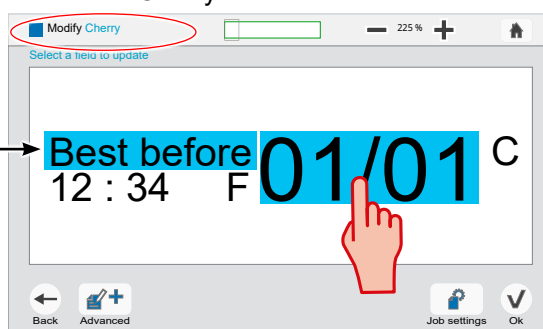 Modify Cherry
225 %
Select a field to update
Best before 01/01 C
12 : 34 F
Back
Advanced
Job settings
Ok